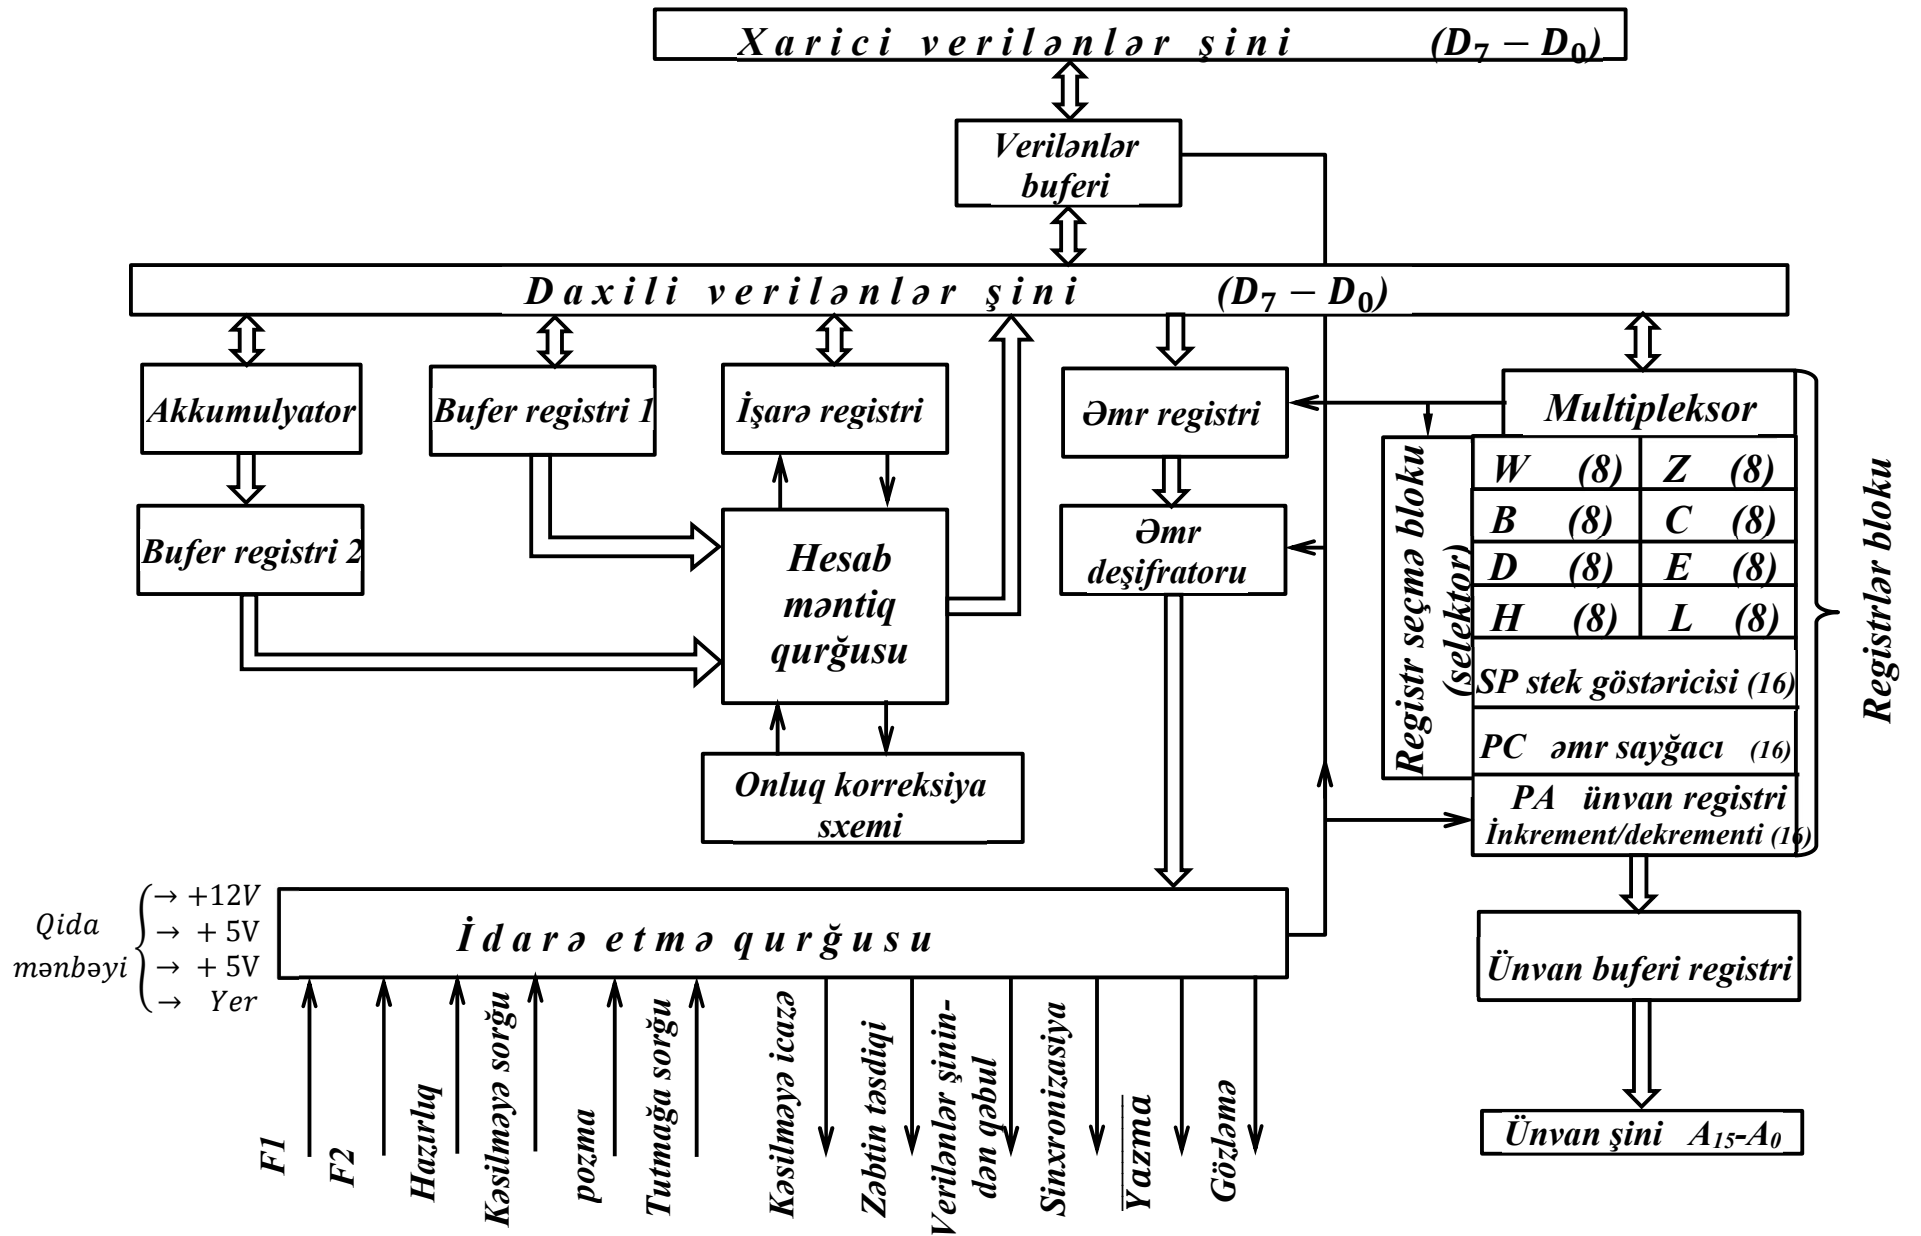 Xarici verilənlər şini (D₇ − D₀)
Verilənlər
buferi
Daxili verilənlər şini (D₇ − D₀)
Akkumulyator
Bufer registri 1
İşarə registri
Əmr registri
Multipleksor
Bufer registri 2
Hesab
məntiq
qurğusu
Əmr
deşifratoru
Registr seçmə bloku
(selektor)
W (8) Z (8)
B (8) C (8)
D (8) E (8)
H (8) L (8)
SP stek göstəricisi (16)
PC əmr sayğacı (16)
PA ünvan registri
İnkrement/dekrementi (16)
Registrlər bloku
Onluq korreksiya
sxemi
Qida
mənbəyi
→ +12V
→ + 5V
→ + 5V
→ Yer
İdarə etmə qurğusu
Ünvan buferi registri
Ünvan şini A₁₅-A₀
F1
F2
Hazırlıq
Kəsilməyə sorğu
pozma
Tutmağa sorğu
Kəsilməyə icazə
Zəbtin təsdiqi
Verilənlər şinin-
dən qəbul
Sinxronizasiya
Yazma
Gözləmə